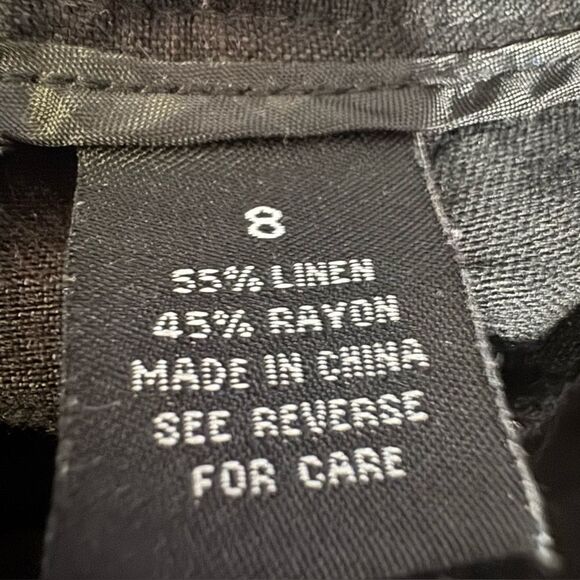 8
55% LINEN
45% RAYON
MADE IN CHINA
SEE REVERSE
FOR CARE